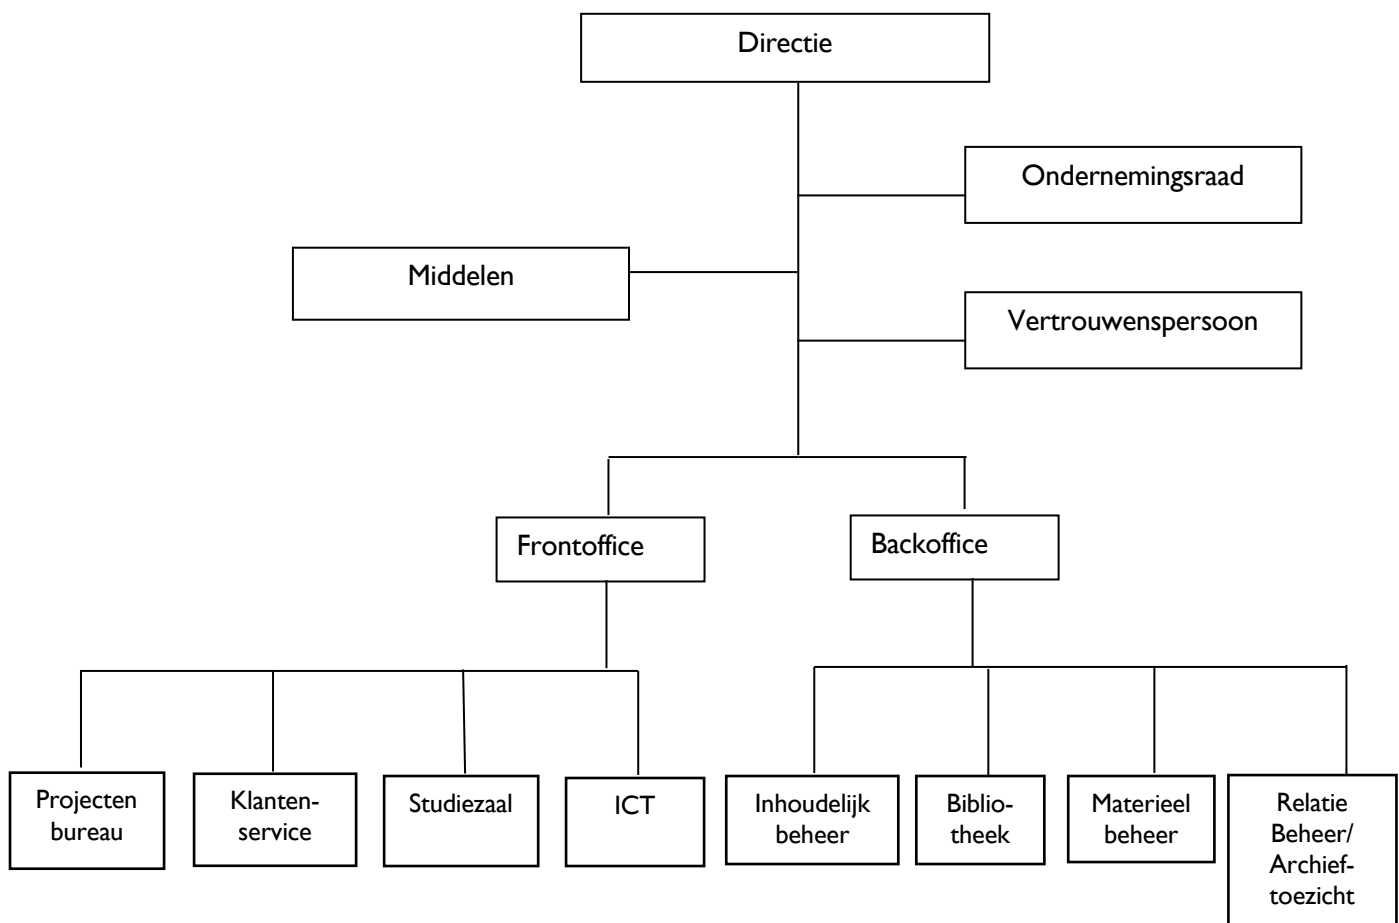 Directie
Ondernemingsraad
Middelen
Vertrouwenspersoon
Frontoffice
Backoffice
Projecten
bureau
Klanten-
service
Studiezaal
ICT
Inhoudelijk
beheer
Biblio-
theek
Materieel
beheer
Relatie
Beheer/
Archief-
toezicht